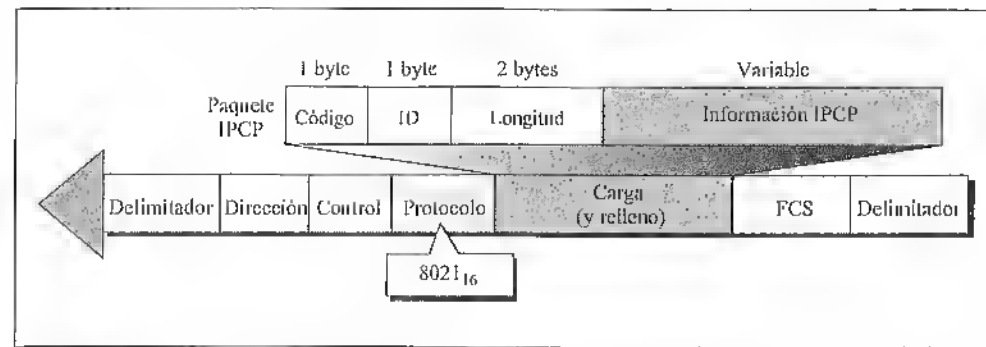 1 byte 1 byte 2 bytes Variable
Paquete
IPCP
Código ID Longitud Información IPCP
Delimitador Dirección Control Protocolo Carga
(y relleno) FCS Delimitador
8021₁₆